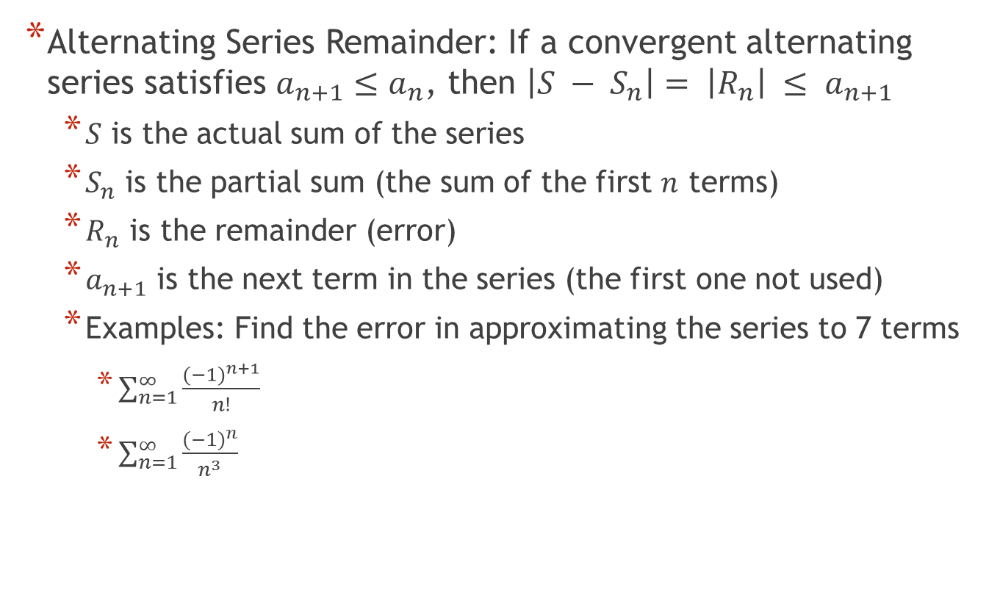 * Alternating Series Remainder: If a convergent alternating
series satisfies $a_{n+1} \leq a_n$, then $|S - S_n| = |R_n| \leq a_{n+1}$
* $S$ is the actual sum of the series
* $S_n$ is the partial sum (the sum of the first $n$ terms)
* $R_n$ is the remainder (error)
* $a_{n+1}$ is the next term in the series (the first one not used)
* Examples: Find the error in approximating the series to 7 terms
* $\sum_{n=1}^{\infty} \frac{(-1)^{n+1}}{n!}$
* $\sum_{n=1}^{\infty} \frac{(-1)^n}{n^3}$